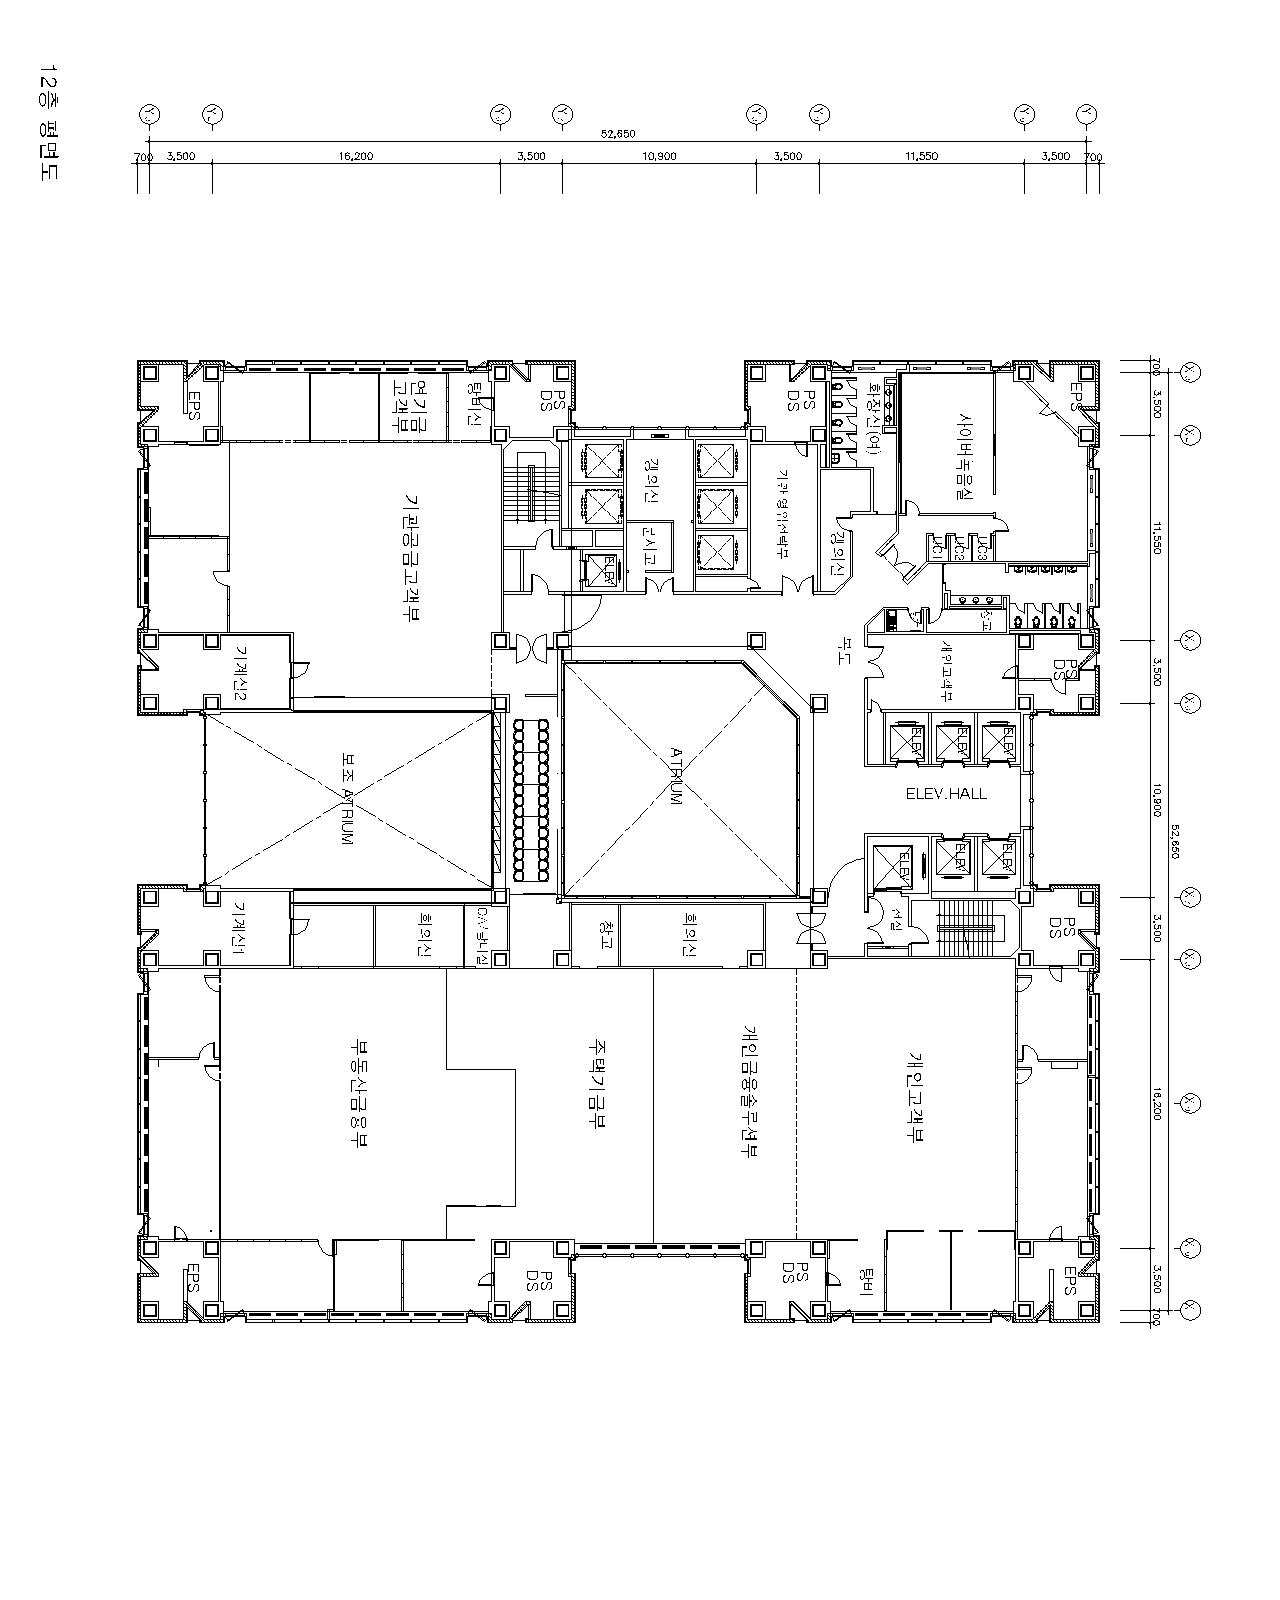 52,650
700 3,500 11,550 3,500 10,900 3,500 16,200 3,500 700
700
3,500
11,550
3,500
10,900
52,650
3,500
16,200
3,500
700
EPS
PS
DS
PS
DS
EPS
UC3
UC2
UC1
사이버녹음실
창고
개인고객부
ELEV
ELEV
ELEV
ELEV.HALL
ELEV
ELEV
ELEV
전실
개인고객부
탕비
화장실(여)
갱의실
복도
PS
DS
기관 영업전략부
PS
DS
개인금융솔루션부
회의실
ATRIUM
갱의실
문서고
ELEV
창고
주택기금부
PS
DS
PS
DS
탕비실
연기금
고객부
기관공금고객부
OA/탕비실
회의실
보조 ATRIUM
부동산금융부
기계실2
기계실1
EPS
EPS
12층 평면도